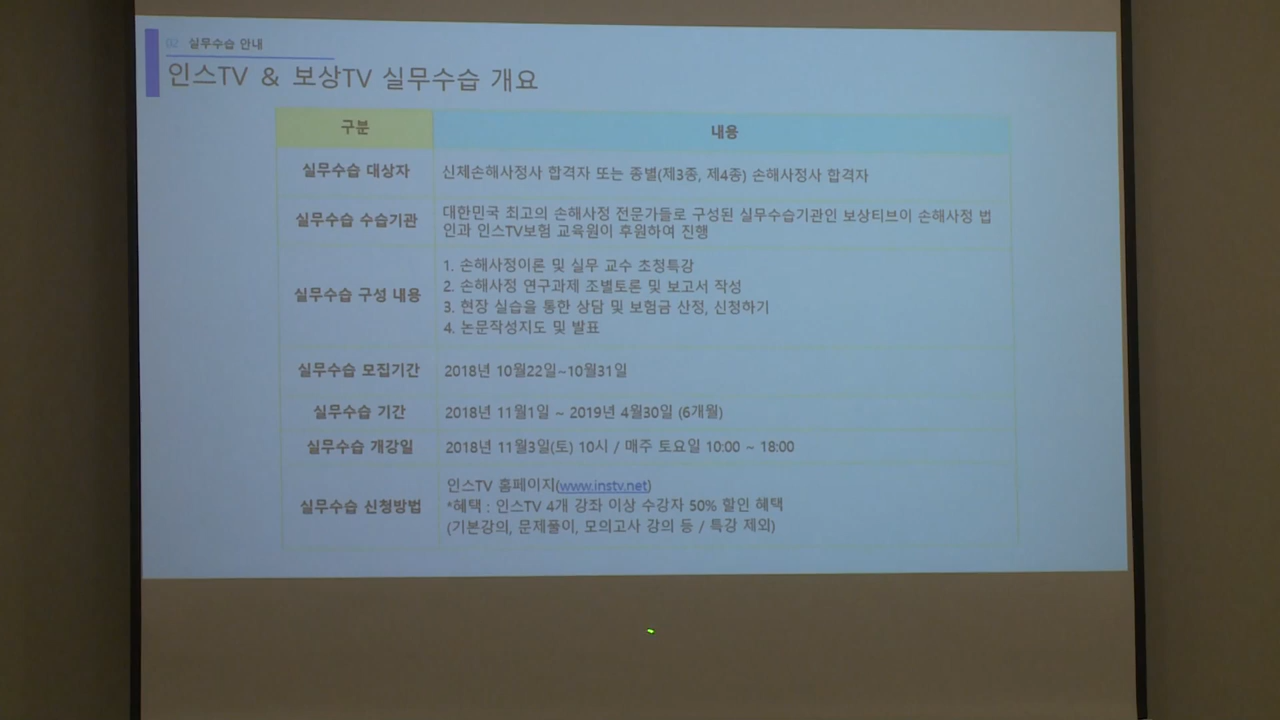 02 실무수습 안내
인스TV & 보상TV 실무수습 개요
구분 내용
실무수습 대상자 신체손해사정사 합격자 또는 종별(제3종, 제4종) 손해사정사 합격자
실무수습 수습기관 대한민국 최고의 손해사정 전문가들로 구성된 실무수습기관인 보상티브이 손해사정 법
인과 인스TV보험 교육원이 후원하여 진행
실무수습 구성 내용 1. 손해사정이론 및 실무 교수 초청특강
2. 손해사정 연구과제 조별토론 및 보고서 작성
3. 현장 실습을 통한 상담 및 보험금 산정, 신청하기
4. 논문작성지도 및 발표
실무수습 모집기간 2018년 10월22일~10월31일
실무수습 기간 2018년 11월1일 ~ 2019년 4월30일 (6개월)
실무수습 개강일 2018년 11월3일(토) 10시 / 매주 토요일 10:00 ~ 18:00
실무수습 신청방법 인스TV 홈페이지(www.instv.net)
*혜택 : 인스TV 4개 강좌 이상 수강자 50% 할인 혜택
(기본강의, 문제풀이, 모의고사 강의 등 / 특강 제외)